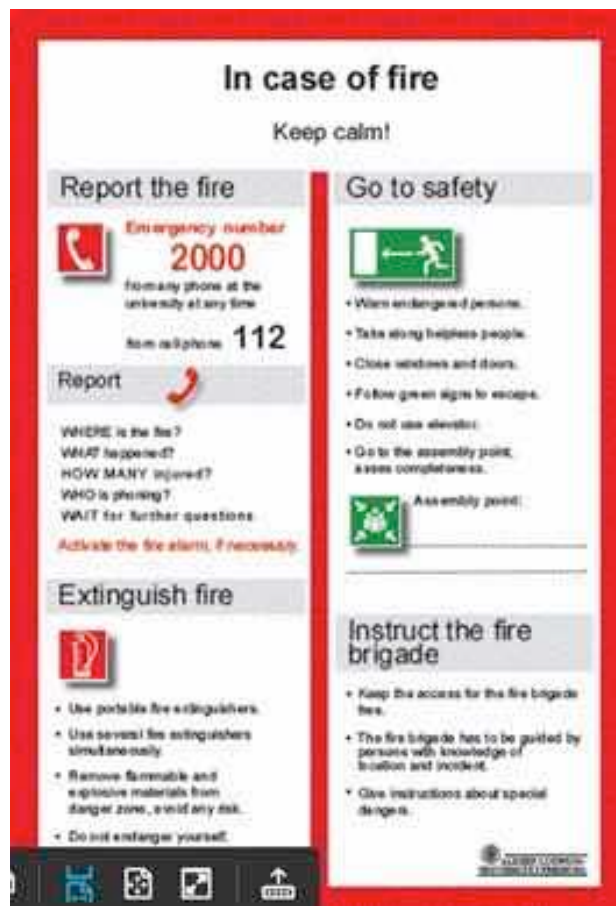 In case of fire
Keep calm!
Report the fire
Emergency number
2000
from any phone at the
university at any time
from cellphone 112
Report
WHERE is the fire?
WHAT happened?
HOW MANY injured?
WHO is phoning?
WAIT for further questions
Activate the fire alarm, if necessary.
Extinguish fire
• Use portable fire extinguishers.
• Use several fire extinguishers
simultaneously.
• Remove flammable and
explosive materials from
danger zone, avoid any risk.
• Do not endanger yourself.
Go to safety
• Warn endangered persons.
• Take along helpless people.
• Close windows and doors.
• Follow green signs to escape.
• Do not use elevator.
• Go to the assembly point,
asses completeness.
Assembly point:
Instruct the fire
brigade
• Keep the access for the fire brigade
free.
• The fire brigade has to be guided by
persons with knowledge of
location and incident.
• Give instructions about special
dangers.